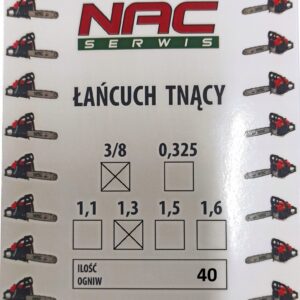 NAC
SERWIS
ŁAŃCUCH TNĄCY
3/8 0,325
1,1 1,3 1,5 1,6
ILOŚĆ
OGNIW 40